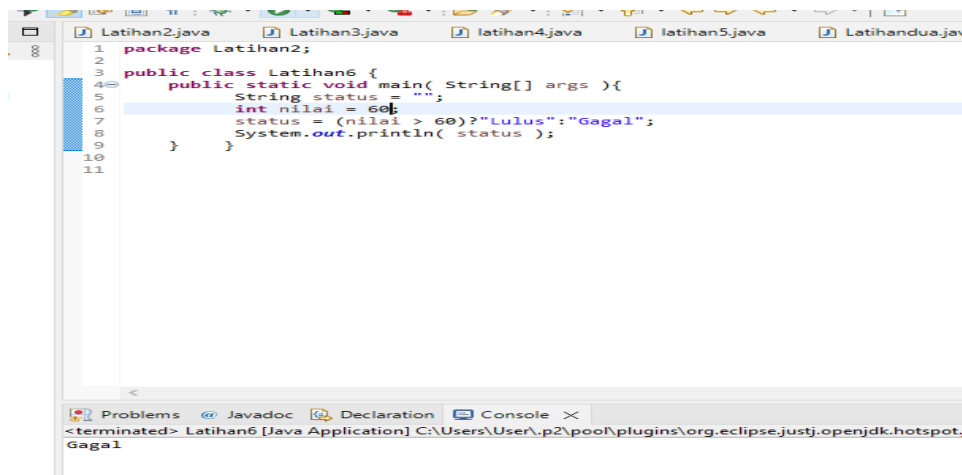 Latihan2.java Latihan3.java latihan4.java latihan5.java Latihandua.jav
1 package Latihan2;
2
3 public class Latihan6 {
4 public static void main( String[] args ){
5 String status = "";
6 int nilai = 60;
7 status = (nilai > 60)?"Lulus":"Gagal";
8 System.out.println( status );
9 } }
10
11
Problems @ Javadoc Declaration Console
<terminated> Latihan6 [Java Application] C:\Users\User\.p2\pool\plugins\org.eclipse.justj.openjdk.hotspot.
Gagal